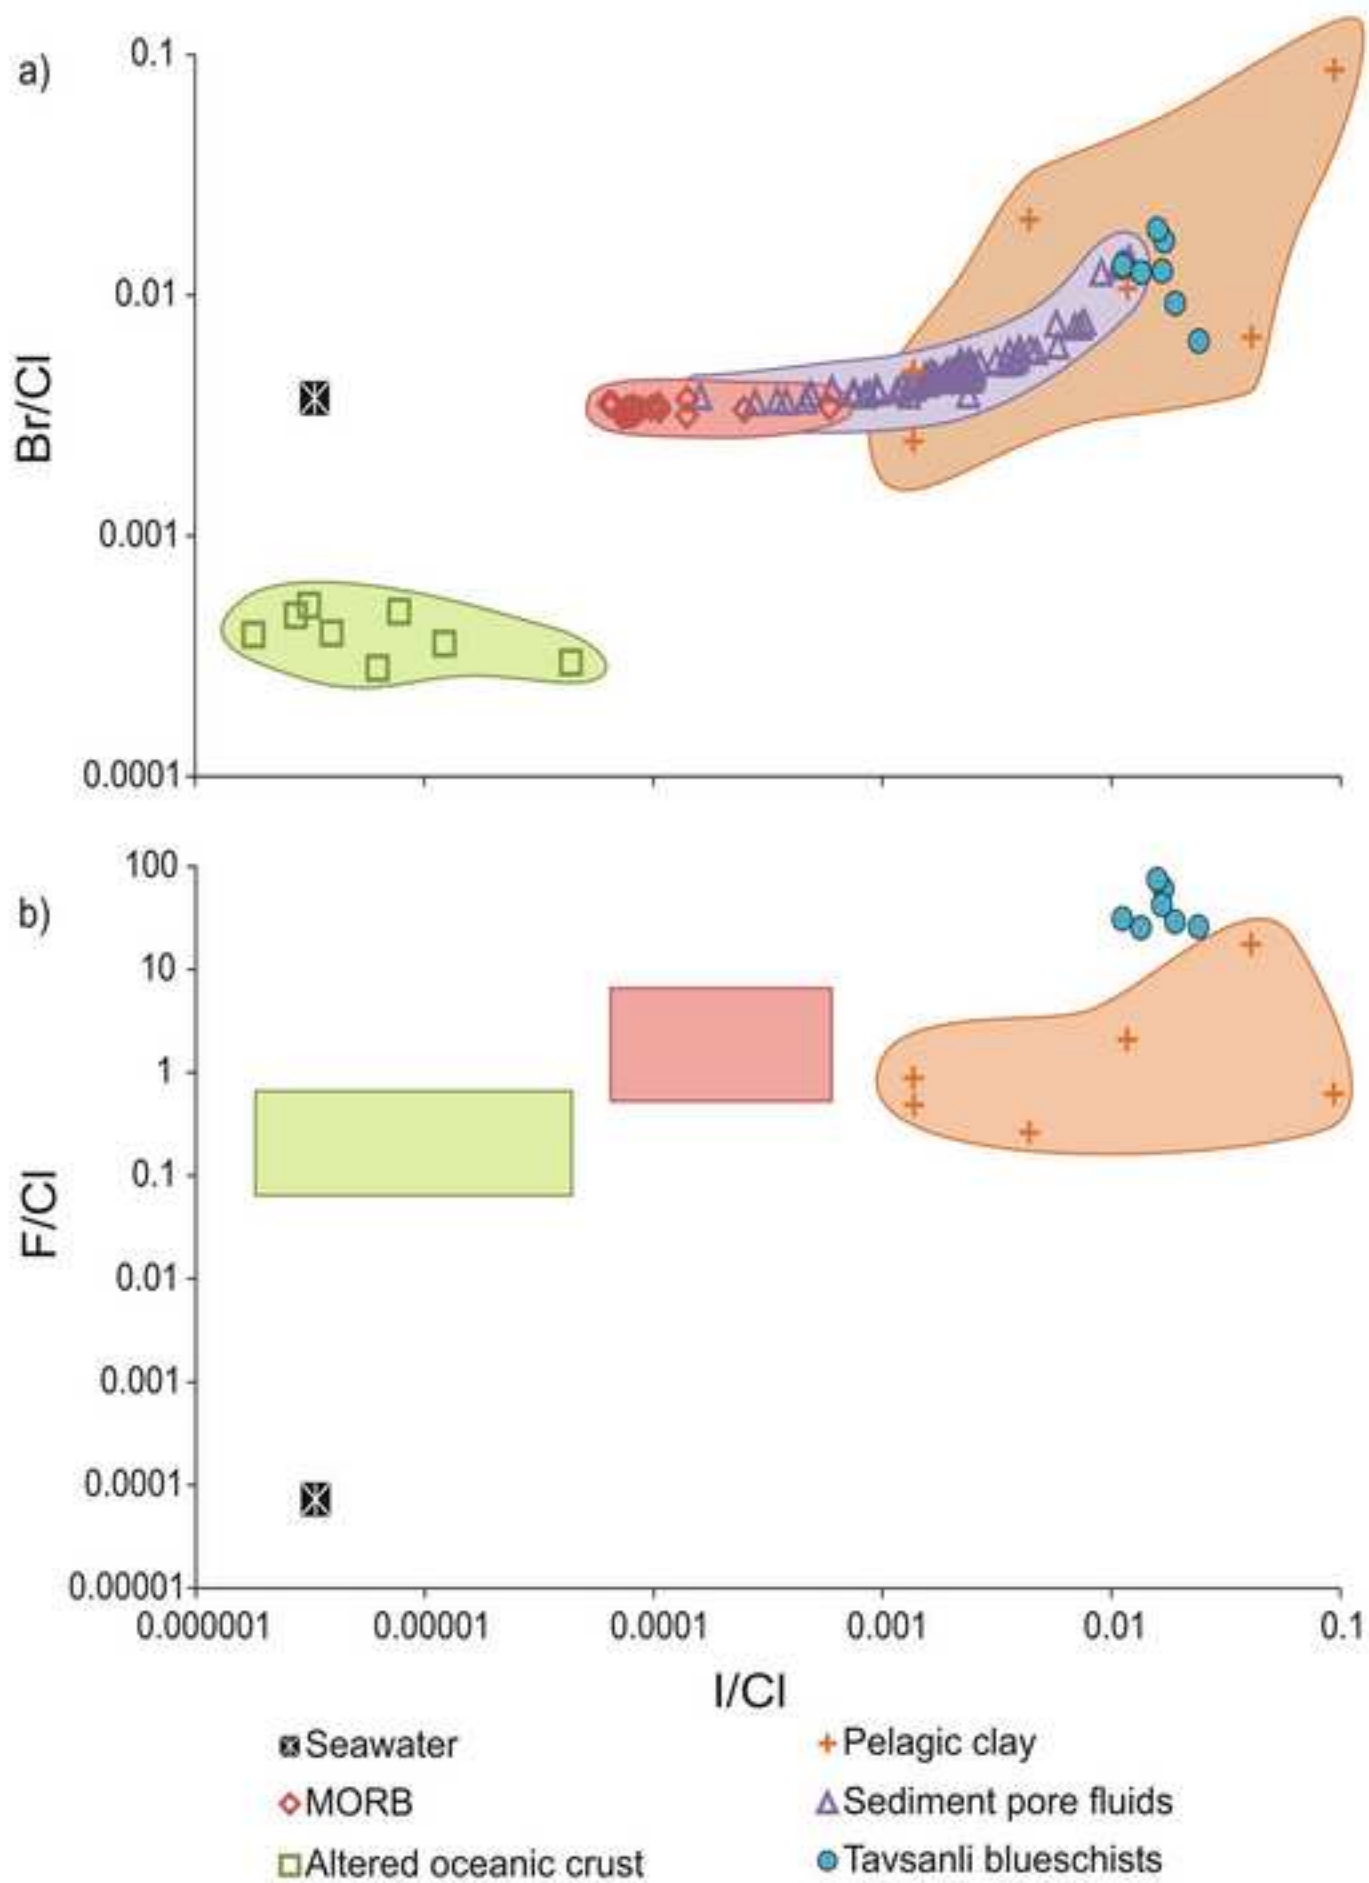 a)
0.1
0.01
0.001
0.0001
Br/Cl
b)
100
10
1
0.1
0.01
0.001
0.0001
0.00001
F/Cl
0.000001 0.00001 0.0001 0.001 0.01 0.1
I/Cl
Seawater
MORB
Altered oceanic crust
Pelagic clay
Sediment pore fluids
Tavsanli blueschists